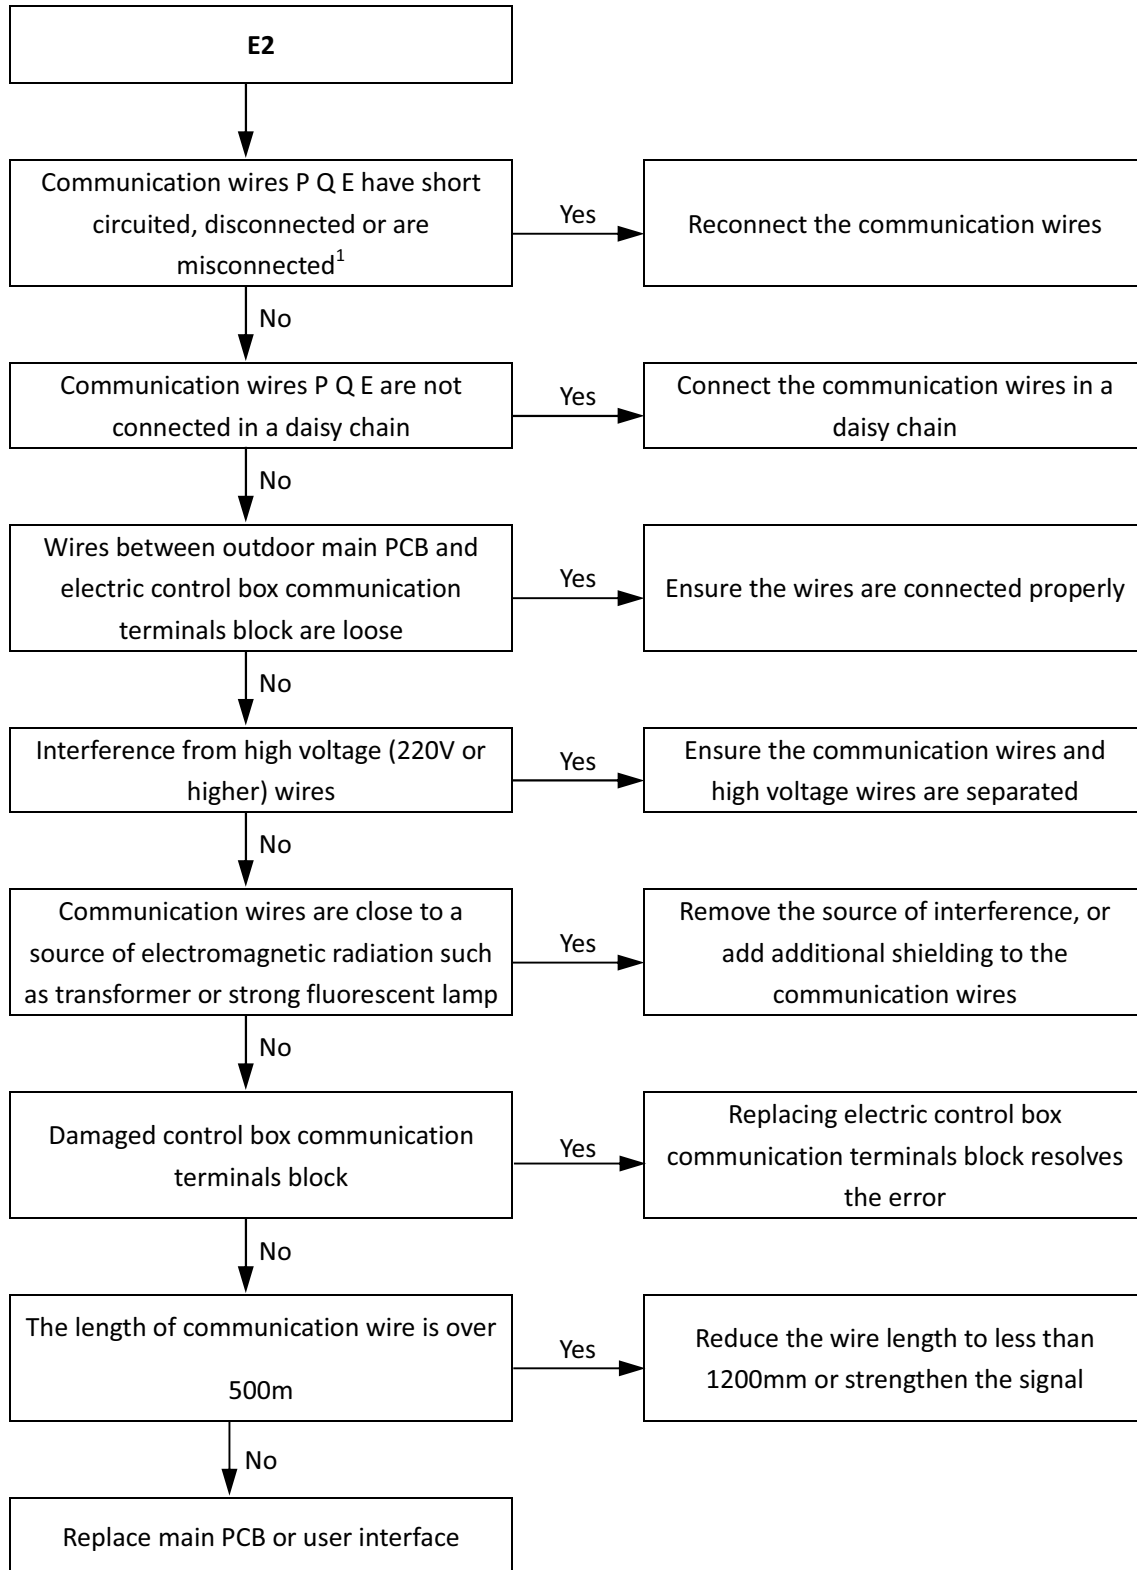 E2
Communication wires P Q E have short
circuited, disconnected or are
misconnected1
Yes
Reconnect the communication wires
No
Communication wires P Q E are not
connected in a daisy chain
Yes
Connect the communication wires in a
daisy chain
No
Wires between outdoor main PCB and
electric control box communication
terminals block are loose
Yes
Ensure the wires are connected properly
No
Interference from high voltage (220V or
higher) wires
Yes
Ensure the communication wires and
high voltage wires are separated
No
Communication wires are close to a
source of electromagnetic radiation such
as transformer or strong fluorescent lamp
Yes
Remove the source of interference, or
add additional shielding to the
communication wires
No
Damaged control box communication
terminals block
Yes
Replacing electric control box
communication terminals block resolves
the error
No
The length of communication wire is over
500m
Yes
Reduce the wire length to less than
1200mm or strengthen the signal
No
Replace main PCB or user interface